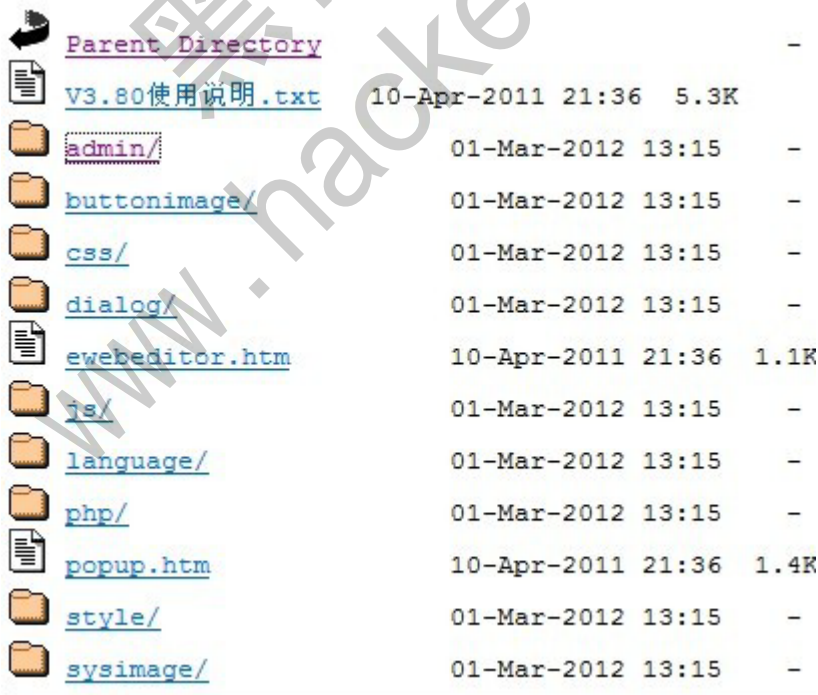 Parent Directory -
V3.80使用说明.txt 10-Apr-2011 21:36 5.3K
admin/ 01-Mar-2012 13:15 -
buttonimage/ 01-Mar-2012 13:15 -
css/ 01-Mar-2012 13:15 -
dialog/ 01-Mar-2012 13:15 -
ewebeditor.htm 10-Apr-2011 21:36 1.1K
js/ 01-Mar-2012 13:15 -
language/ 01-Mar-2012 13:15 -
php/ 01-Mar-2012 13:15 -
popup.htm 10-Apr-2011 21:36 1.4K
style/ 01-Mar-2012 13:15 -
sysimage/ 01-Mar-2012 13:15 -
www.hacke